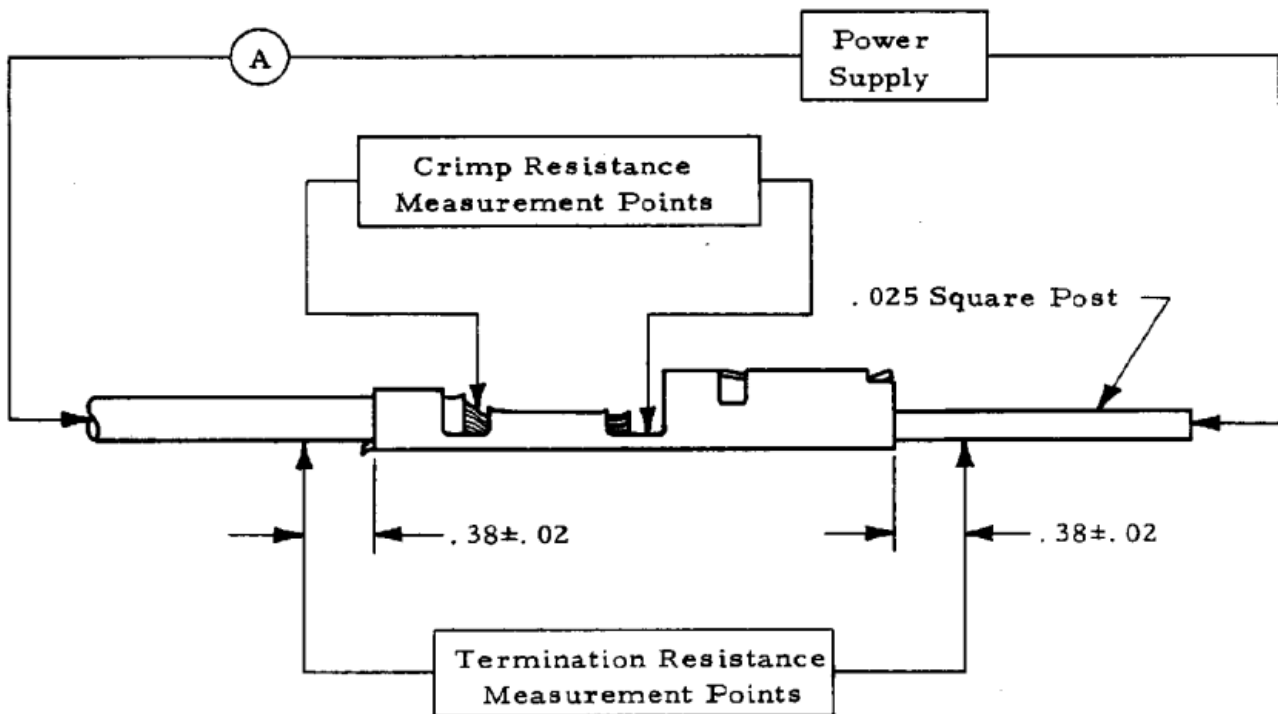 A
Power
Supply
Crimp Resistance
Measurement Points
.025 Square Post
.38±.02
.38±.02
Termination Resistance
Measurement Points